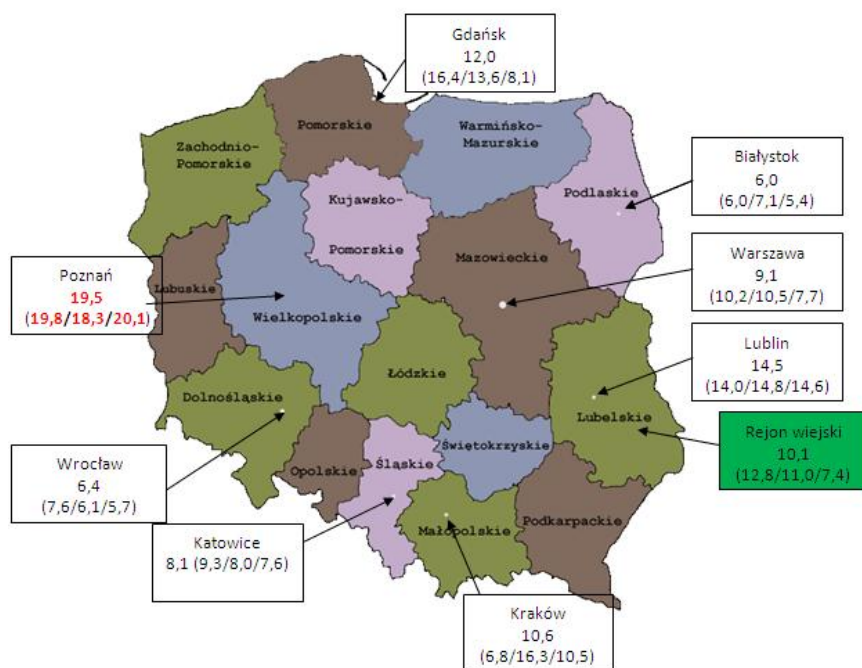 Gdańsk
12,0
(16,4/13,6/8,1)
Pomorskie
Warmińsko-
Mazurskie
Zachodnio-
Pomorskie
Białystok
6,0
(6,0/7,1/5,4)
Podlaskie
Kujawsko-
Pomorskie
Mazowieckie
Warszawa
9,1
(10,2/10,5/7,7)
Poznań
19,5
(19,8/18,3/20,1)
Lubuskie
Wielkopolskie
Lublin
14,5
(14,0/14,8/14,6)
Łódzkie
Dolnośląskie
Lubelskie
Rejon wiejski
10,1
(12,8/11,0/7,4)
Wrocław
6,4
(7,6/6,1/5,7)
Opolskie
Śląskie
Świętokrzyskie
Katowice
8,1 (9,3/8,0/7,6)
Małopolskie
Podkarpackie
Kraków
10,6
(6,8/16,3/10,5)